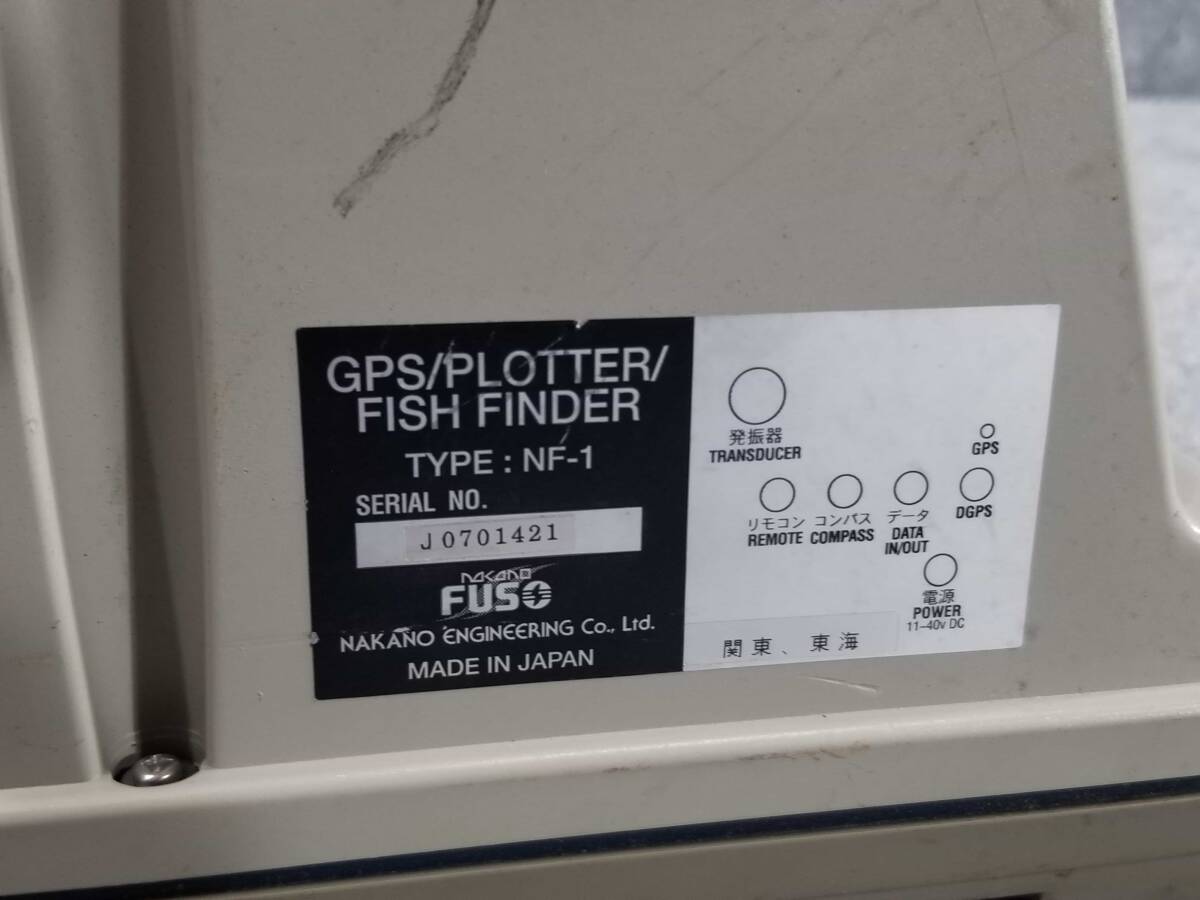 GPS/PLOTTER/
FISH FINDER
TYPE : NF-1
SERIAL NO.
J0701421
NAKANO
FUSO
NAKANO ENGINEERING Co., Ltd.
MADE IN JAPAN
発振器
TRANSDUCER
GPS
リモコン
REMOTE
コンパス
COMPASS
データ
DATA
IN/OUT
DGPS
電源
POWER
11–40v DC
関東、東海